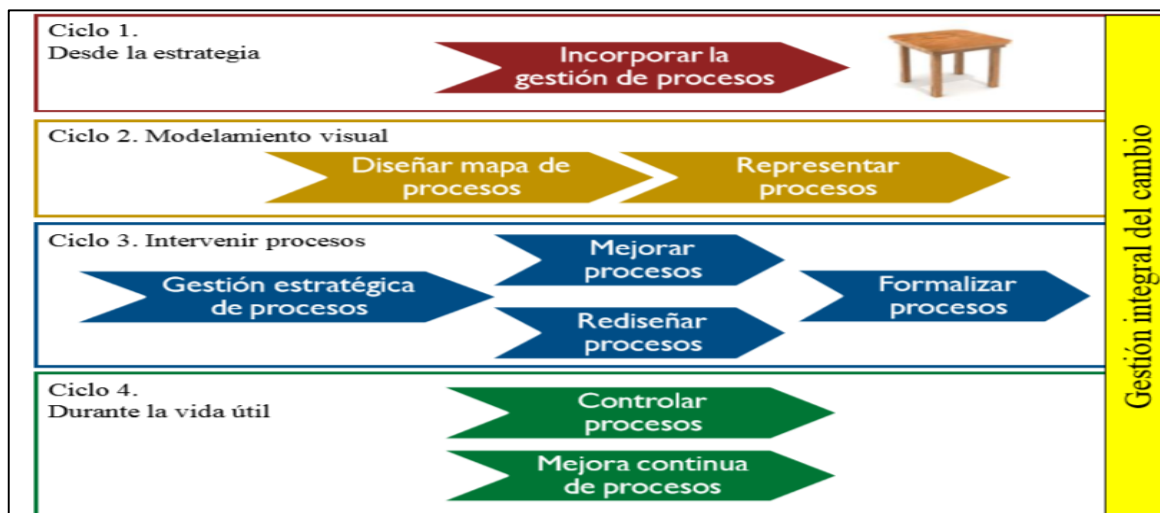 Ciclo 1.
Desde la estrategia
Incorporar la
gestión de procesos
Ciclo 2. Modelamiento visual
Diseñar mapa de
procesos
Representar
procesos
Ciclo 3. Intervenir procesos
Gestión estratégica
de procesos
Mejorar
procesos
Rediseñar
procesos
Formalizar
procesos
Ciclo 4.
Durante la vida útil
Controlar
procesos
Mejora continua
de procesos
Gestión integral del cambio